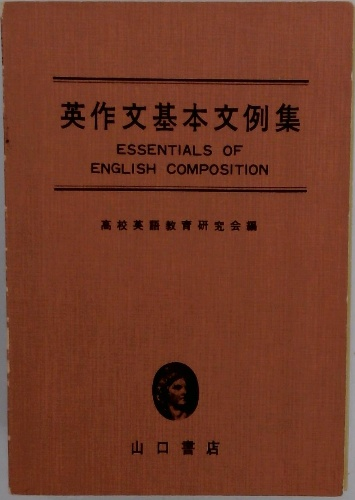 英作文基本文例集
ESSENTIALS OF
ENGLISH COMPOSITION
高校英語教育研究会編
山口書店